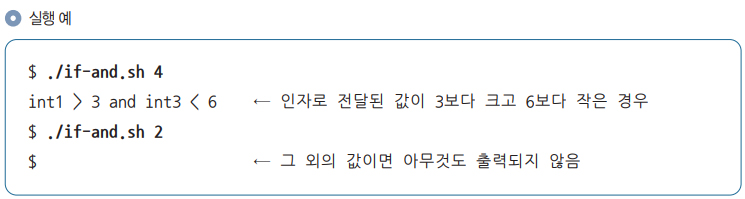 실행 예
$ ./if-and.sh 4
int1 > 3 and int3 < 6 ← 인자로 전달된 값이 3보다 크고 6보다 작은 경우
$ ./if-and.sh 2
$ ← 그 외의 값이면 아무것도 출력되지 않음